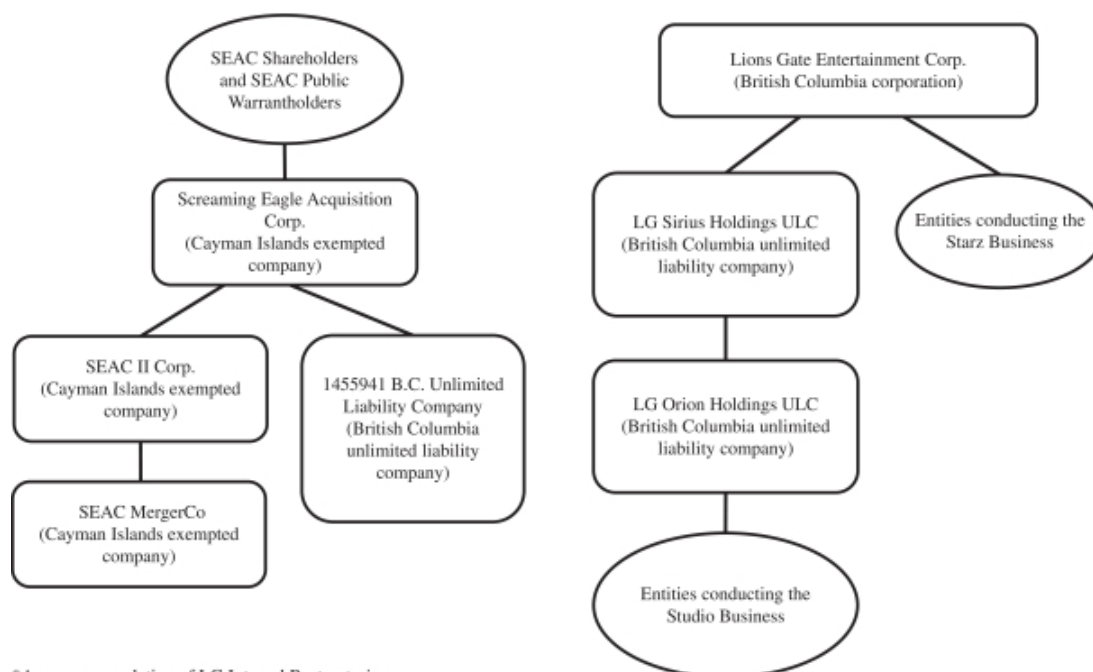 SEAC Shareholders
and SEAC Public
Warrantholders
Screaming Eagle Acquisition
Corp.
(Cayman Islands exempted
company)
SEAC II Corp.
(Cayman Islands exempted
company)
1455941 B.C. Unlimited
Liability Company
(British Columbia
unlimited liability
company)
SEAC MergerCo
(Cayman Islands exempted
company)
Lions Gate Entertainment Corp.
(British Columbia corporation)
LG Sirius Holdings ULC
(British Columbia unlimited
liability company)
Entities conducting the
Starz Business
LG Orion Holdings ULC
(British Columbia unlimited
liability company)
Entities conducting the
Studio Business